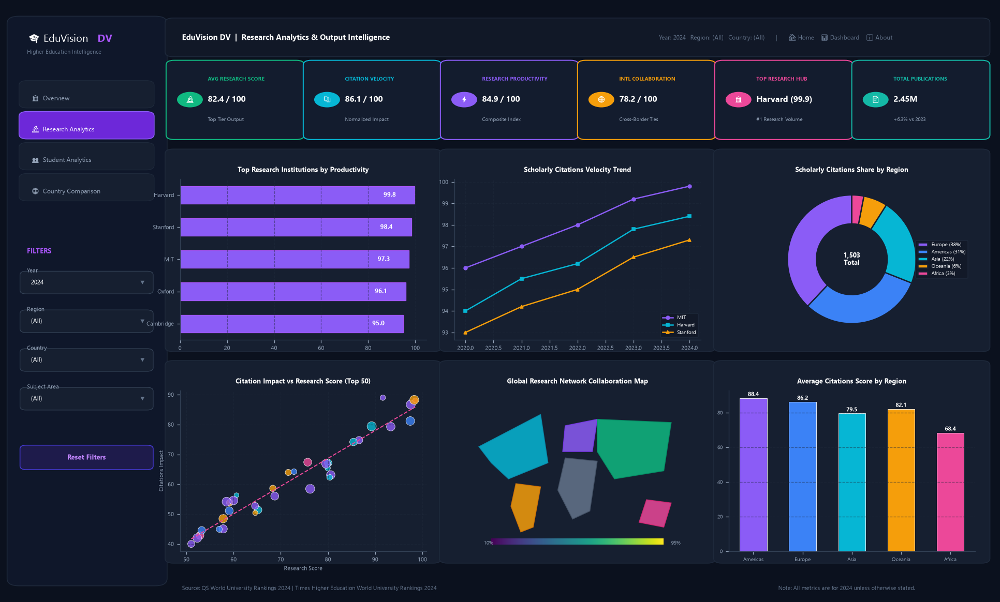 EduVision DV
Higher Education Intelligence
Overview
Research Analytics
Student Analytics
Country Comparison
FILTERS
Year
2024
Region
(All)
Country
(All)
Subject Area
(All)
Reset Filters
EduVision DV | Research Analytics & Output Intelligence
Year: 2024 Region: (All) Country: (All) | Home Dashboard About
AVG RESEARCH SCORE
82.4 / 100
Top Tier Output
CITATION VELOCITY
86.1 / 100
Normalized Impact
RESEARCH PRODUCTIVITY
84.9 / 100
Composite Index
INTL COLLABORATION
78.2 / 100
Cross-Border Ties
TOP RESEARCH HUB
Harvard (99.9)
#1 Research Volume
TOTAL PUBLICATIONS
2.45M
+6.3% vs 2023
Top Research Institutions by Productivity
Harvard 99.8
Stanford 98.4
MIT 97.3
Oxford 96.1
Cambridge 95.0
0 20 40 60 80 100
Scholarly Citations Velocity Trend
100
99
98
97
96
95
94
93
MIT
Harvard
Stanford
2020.0 2020.5 2021.0 2021.5 2022.0 2022.5 2023.0 2023.5 2024.0
Scholarly Citations Share by Region
1,503
Total
Europe (38%)
Americas (31%)
Asia (22%)
Oceania (6%)
Africa (3%)
Citation Impact vs Research Score (Top 50)
Citations Impact
90
80
70
60
50
40
50 60 70 80 90 100
Research Score
Global Research Network Collaboration Map
10% 95%
Average Citations Score by Region
88.4 86.2 79.5 82.1 68.4
80
60
40
20
0
Americas Europe Asia Oceania Africa
Source: QS World University Rankings 2024 | Times Higher Education World University Rankings 2024
Note: All metrics are for 2024 unless otherwise stated.